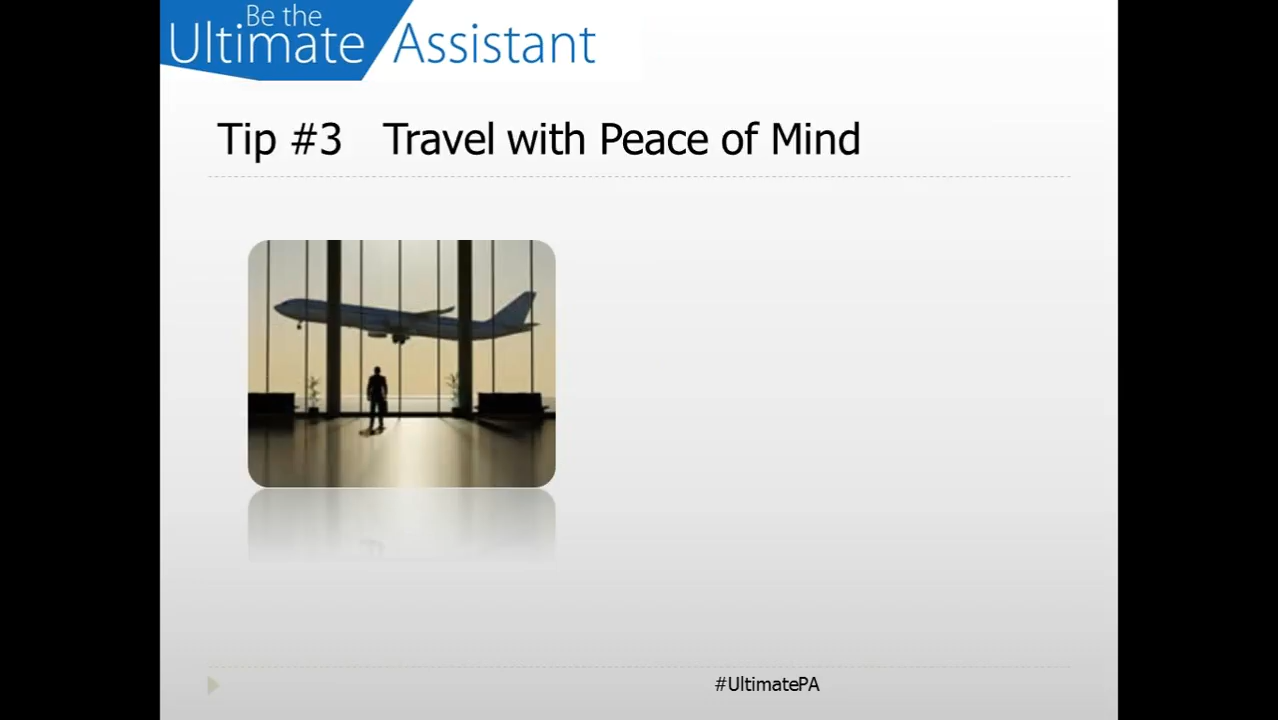 Be the
Ultimate Assistant
Tip #3 Travel with Peace of Mind
#UltimatePA